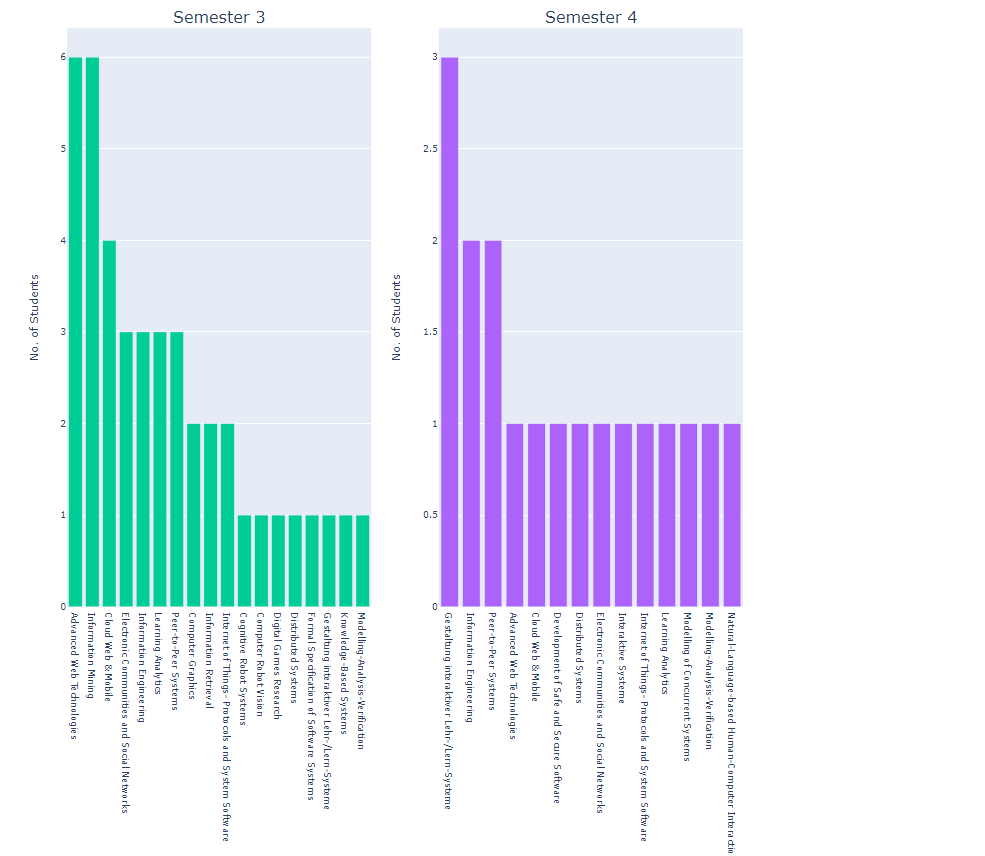 Semester 3
Semester 4
No. of Students
6
5
4
3
2
1
0
Advanced Web Technologies
Information Mining
Cloud Web &Mobile
Electronic Communities and Social Networks
Information Engineering
Learning Analytics
Peer-to-Peer Systems
Computer Graphics
Information Retrieval
Internet of Things- Protocols and System Software
Cognitive Robot Systems
Computer Robot Vision
Digital Games Research
Distributed Systems
Formal Specification of Software Systems
Gestaltung interaktiver Lehr-/Lern-Systeme
Knowledge-Based Systems
Modelling-Analysis-Verification
No. of Students
3
2.5
2
1.5
1
0.5
0
Gestaltung interaktiver Lehr-/Lern-Systeme
Information Engineering
Peer-to-Peer Systems
Advanced Web Technologies
Cloud Web &Mobile
Development of Safe and Secure Software
Distributed Systems
Electronic Communities and Social Networks
Interaktive Systeme
Internet of Things- Protocols and System Software
Learning Analytics
Modelling of Concurrent Systems
Modelling-Analysis-Verification
Natural-Language-based Human-Computer Interactio